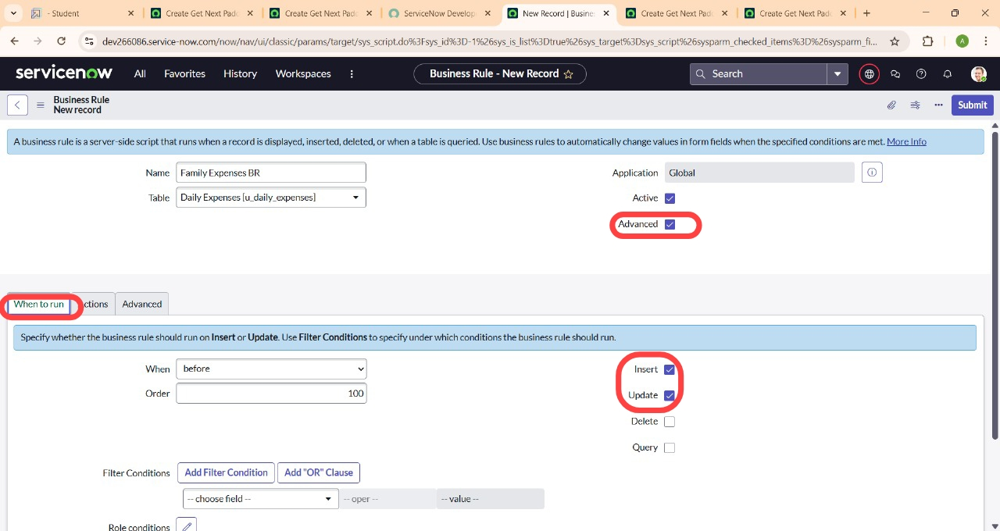 - Student
Create Get Next Pad
Create Get Next Pad
ServiceNow Develop
New Record | Busines
Create Get Next Pad
Create Get Next Pad
dev266086.service-now.com/now/nav/ui/classic/params/target/sys_script.do%3Fsys_id%3D-1%26sys_is_list%3Dtrue%26sys_target%3Dsys_script%26sysparm_checked_items%3D%26sysparm_fi...
A
servicenow All Favorites History Workspaces Business Rule - New Record Search
Business Rule
New record
Submit
A business rule is a server-side script that runs when a record is displayed, inserted, deleted, or when a table is queried. Use business rules to automatically change values in form fields when the specified conditions are met. More Info
Name Family Expenses BR Application Global
Table Daily Expenses [u_daily_expenses] Active
Advanced
When to run ctions Advanced
Specify whether the business rule should run on Insert or Update. Use Filter Conditions to specify under which conditions the business rule should run.
When before Insert
Order 100 Update
Delete
Query
Filter Conditions Add Filter Condition Add "OR" Clause
-- choose field -- -- oper -- -- value --
Role conditions